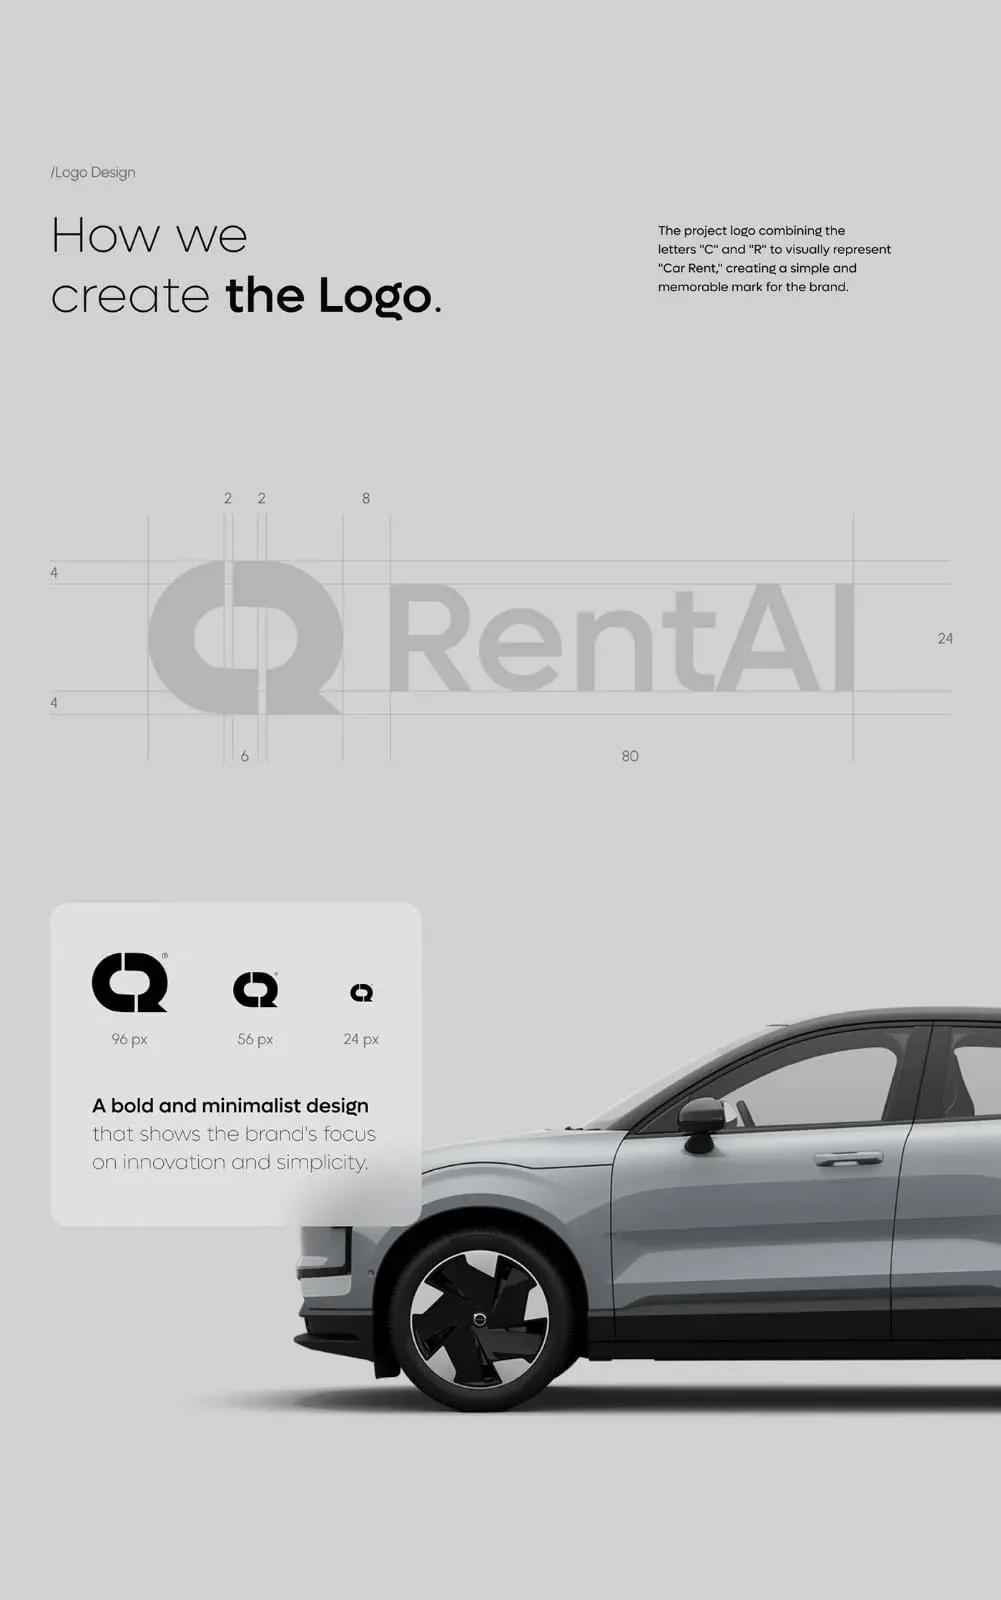 /Logo Design
How we
create the Logo.
The project logo combining the
letters "C" and "R" to visually represent
"Car Rent," creating a simple and
memorable mark for the brand.
2 2 8
4
RentAI
24
4
6 80
®
96 px 56 px 24 px
A bold and minimalist design
that shows the brand's focus
on innovation and simplicity.